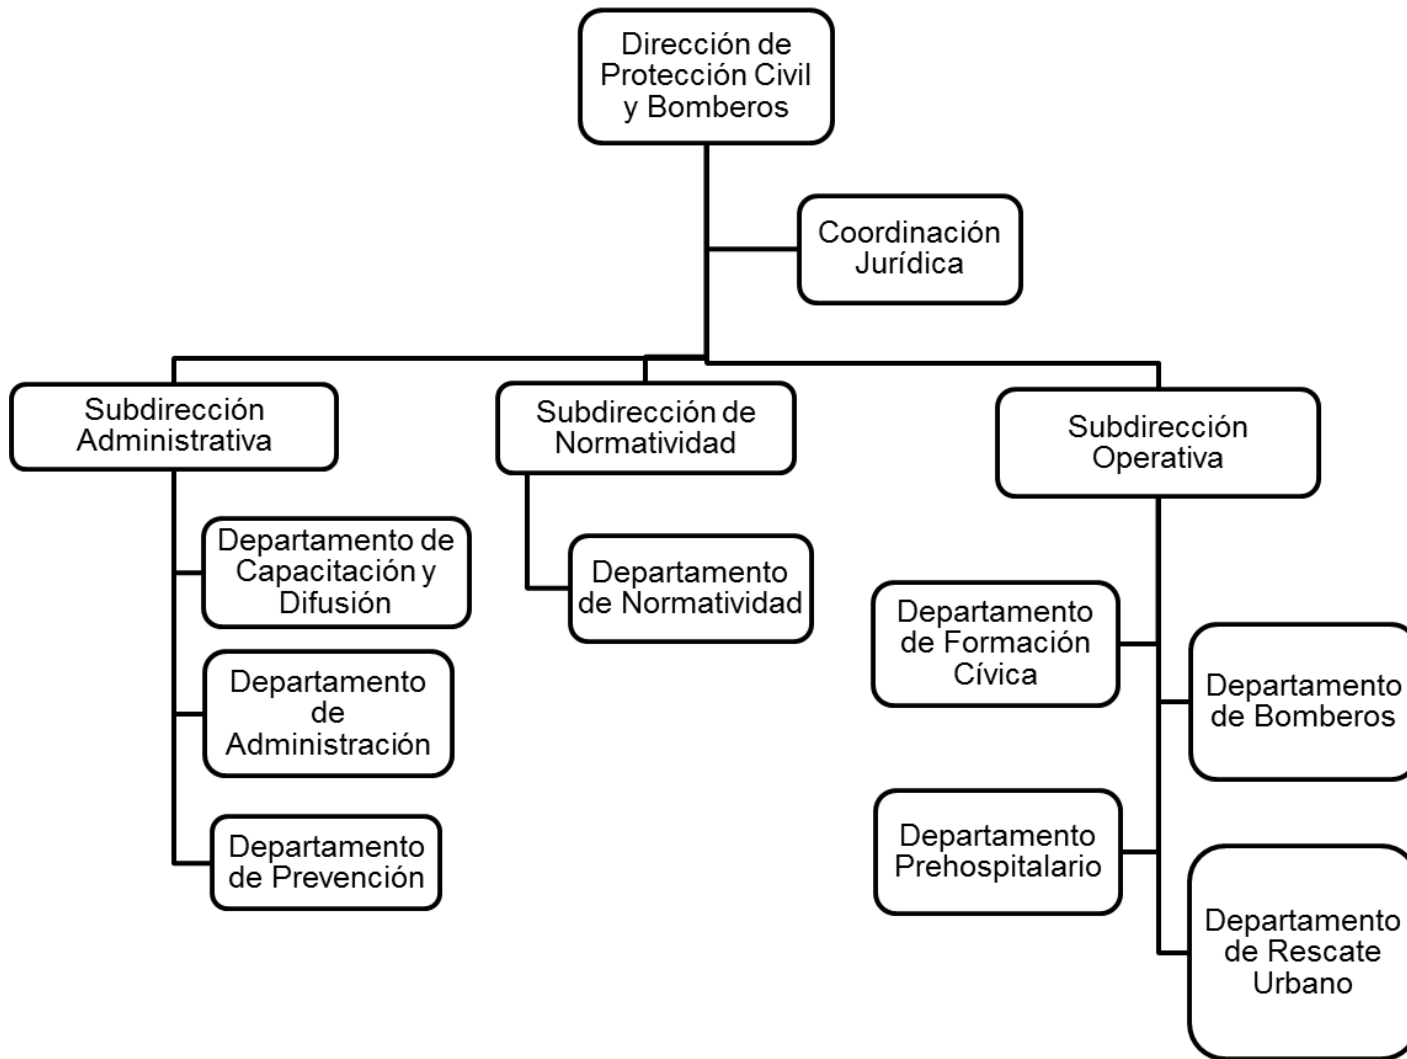 Dirección de
Protección Civil
y Bomberos
Coordinación
Jurídica
Subdirección
Administrativa
Subdirección de
Normatividad
Subdirección
Operativa
Departamento de
Capacitación y
Difusión
Departamento
de
Administración
Departamento
de Prevención
Departamento
de Normatividad
Departamento
de Formación
Cívica
Departamento
de Bomberos
Departamento
Prehospitalario
Departamento
de Rescate
Urbano